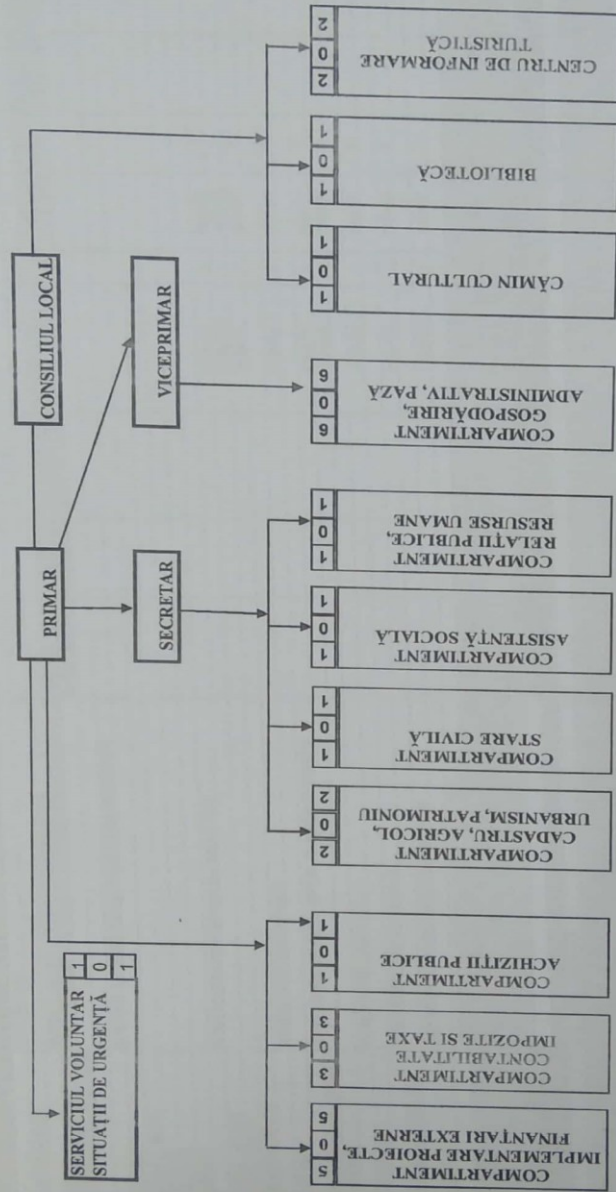 CONSILIUL LOCAL
PRIMAR
SECRETAR
VICEPRIMAR
SERVICIUL VOLUNTAR
SITUAȚII DE URGENȚĂ
1
0
1
5 0 5
COMPARTIMENT
IMPLEMENTARE PROIECTE,
FINANȚARI EXTERNE
3 0 3
COMPARTIMENT
CONTABILITATE
IMPOZITE SI TAXE
1 0 1
COMPARTIMENT
ACHIZIȚII PUBLICE
2 0 2
COMPARTIMENT
CADASTRU, AGRICOL,
URBANISM, PATRIMONIU
1 0 1
COMPARTIMENT
STARE CIVILĂ
1 0 1
COMPARTIMENT
ASISTENȚĂ SOCIALĂ
1 0 1
COMPARTIMENT
RELAȚII PUBLICE,
RESURSE UMANE
6 0 6
COMPARTIMENT
GOSPODĂRIRE,
ADMINISTRATIV, PAZĂ
1 0 1
CĂMIN CULTURAL
1 0 1
BIBLIOTECĂ
2 0 2
CENTRU DE INFORMARE
TURISTICĂ